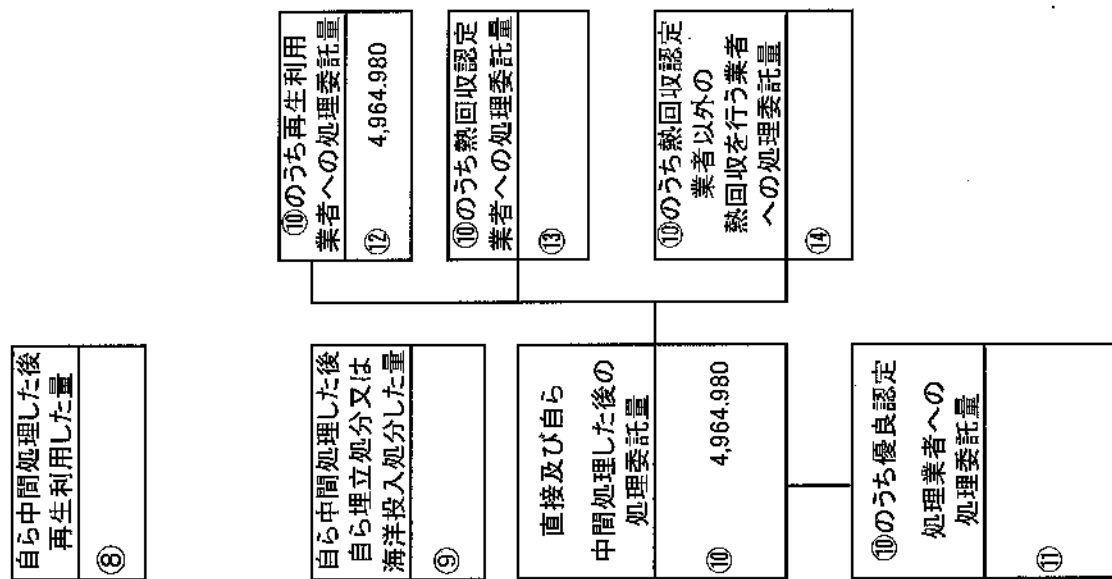 自ら中間処理した後
再生利用した量
⑧
自ら中間処理した後
自ら埋立処分又は
海洋投入処分した量
⑨
直接及び自ら
中間処理した後の
処理委託量
⑩
4,964.980
⑩のうち優良認定
処理業者への
処理委託量
⑪
⑩のうち再生利用
業者への処理委託量
⑫
4,964.980
⑩のうち熱回収認定
業者への処理委託量
⑬
⑩のうち熱回収認定
業者以外の
熱回収を行う業者
への処理委託量
⑭